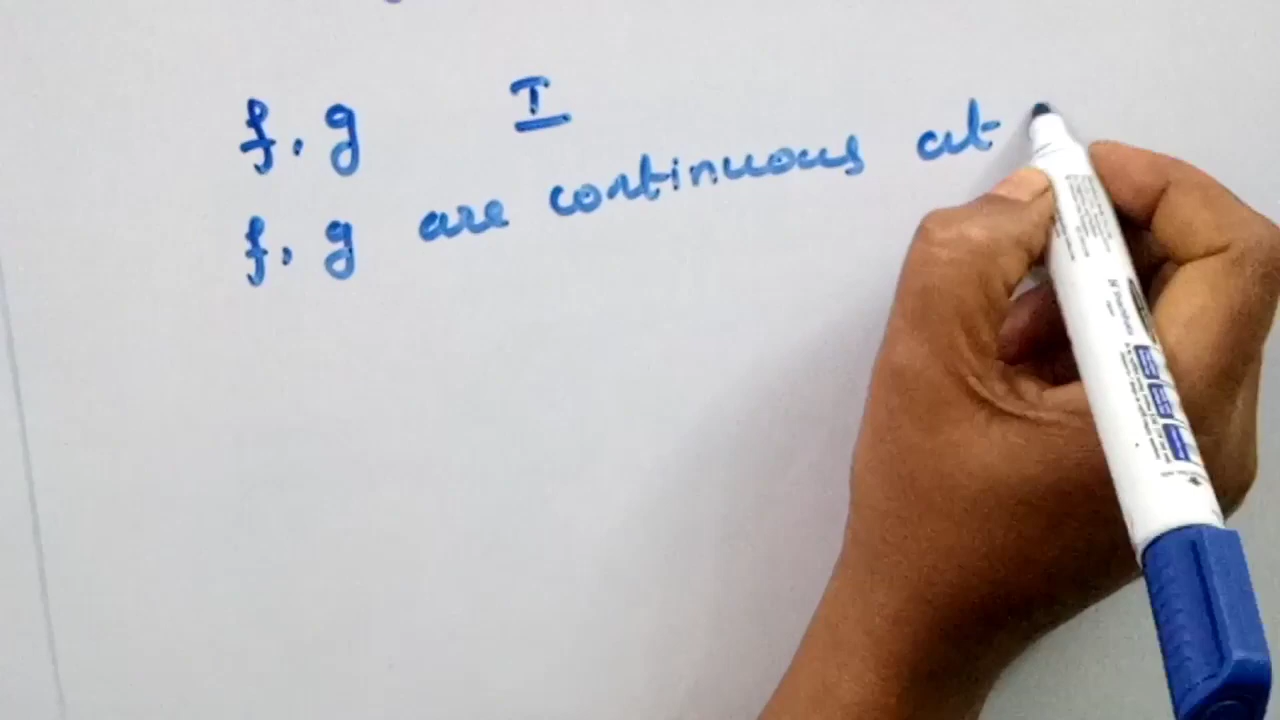 f, g I
f, g are continuous at